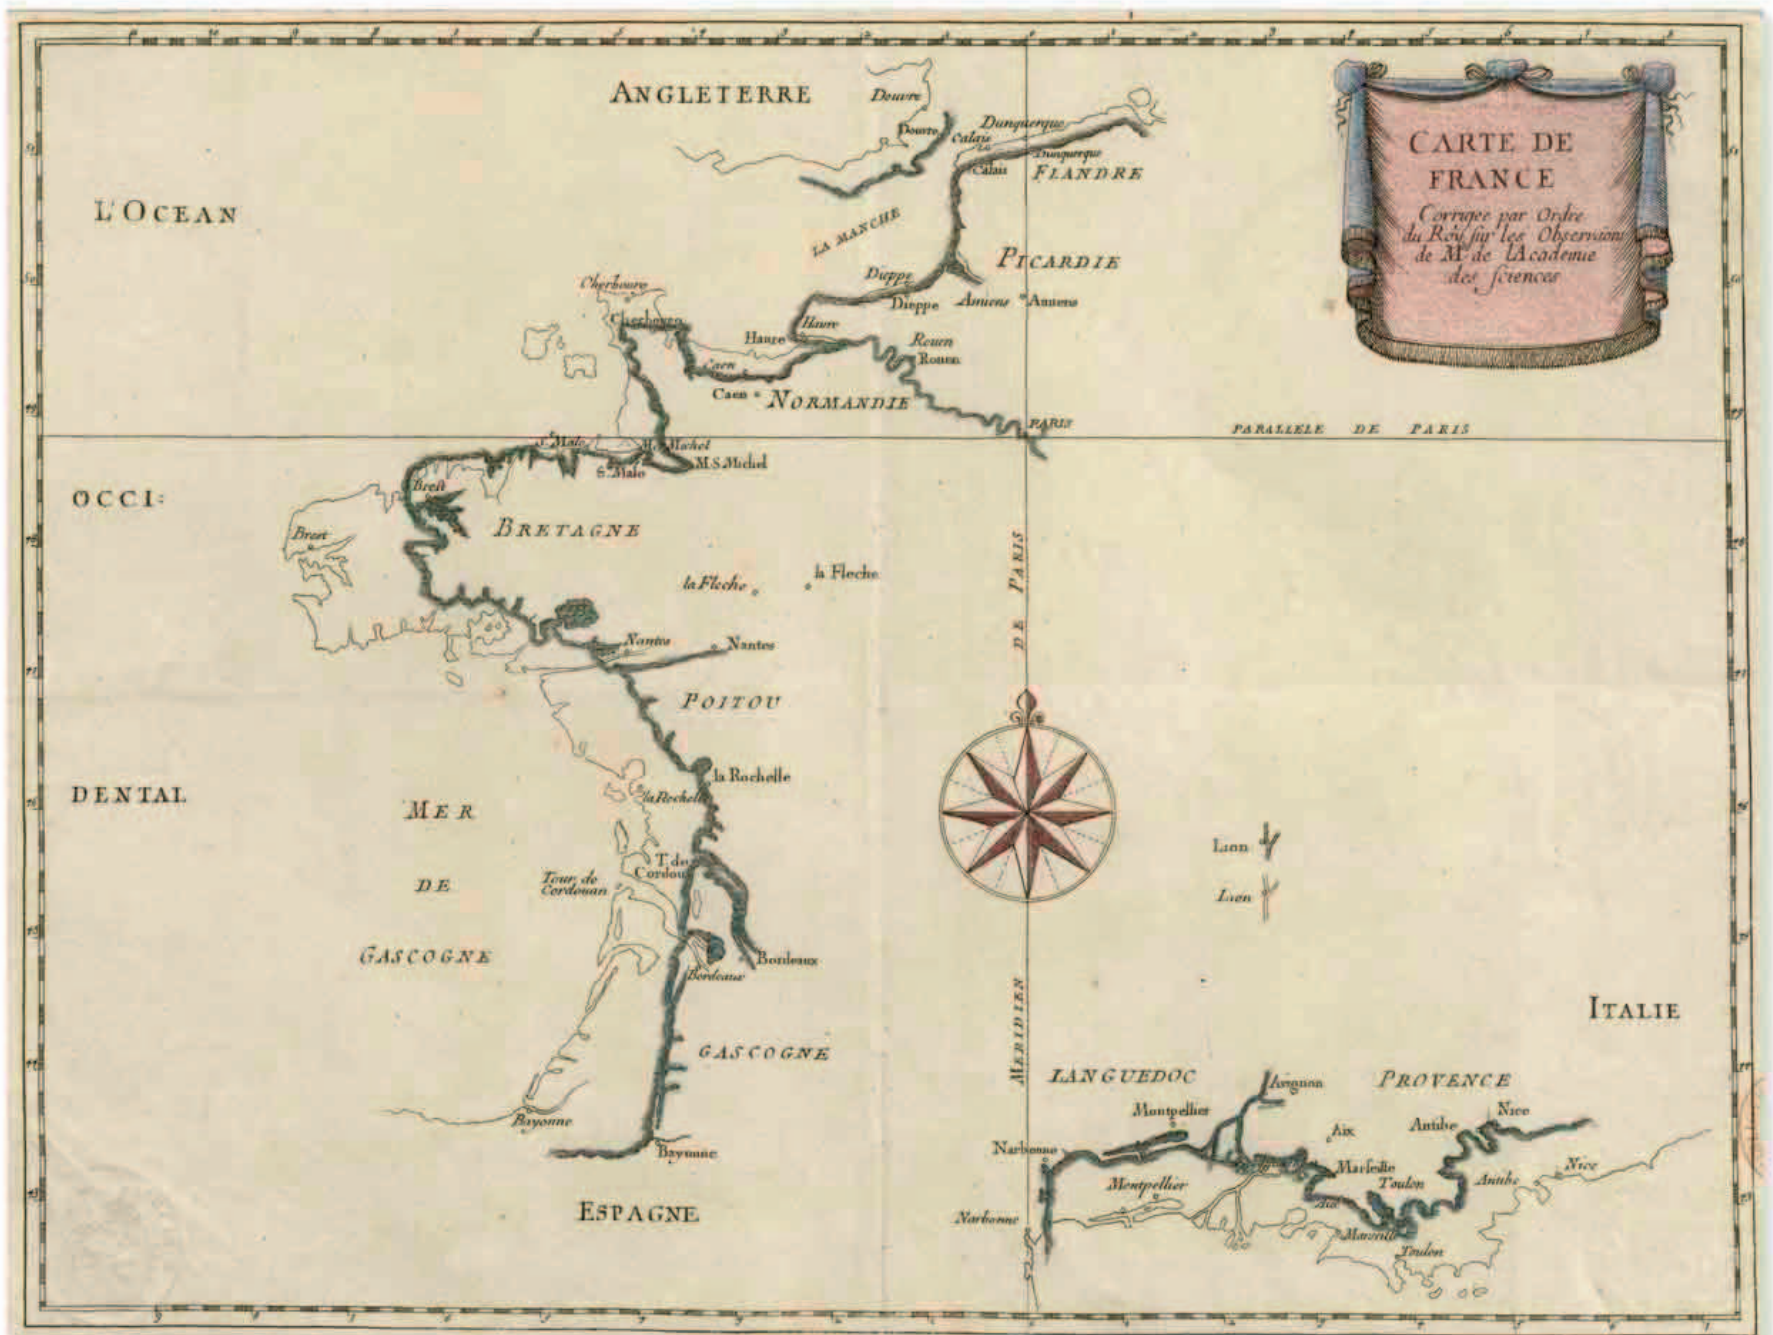 ANGLETERRE
Douvre
Douvre
Calais
Dunquerque
Dunquerque
Calais
FLANDRE
CARTE DE
FRANCE
Corrigee par Ordre
du Roy sur les Observaions
de Mrs de l'Academie
des Sciences
L'OCEAN
LA MANCHE
PICARDIE
Dieppe
Dieppe
Amiens
Amiens
Cherbourg
Cherbourg
Havre
Havre
Rouen
Rouen
Caen
Caen
NORMANDIE
PARIS
PARALLELE DE PARIS
S. Malo
M. S. Michel
S. Malo
M.S. Michel
OCCI:
Brest
Brest
BRETAGNE
la Fleche
la Fleche
MERIDIEN DE PARIS
Nantes
Nantes
POITOU
la Rochelle
la Rochelle
DENTAL
MER
DE
GASCOGNE
T. de
Cordou
Tour de
Cordouan
Lion
Lion
Bordeaux
Bordeaux
ITALIE
GASCOGNE
LANGUEDOC
Avignon
PROVENCE
Bayonne
Bayonne
Montpellier
Aix
Antibe
Nice
Narbonne
Marseille
Toulon
Montpellier
Antibe
Nice
Narbonne
Aix
Marseille
Toulon
ESPAGNE